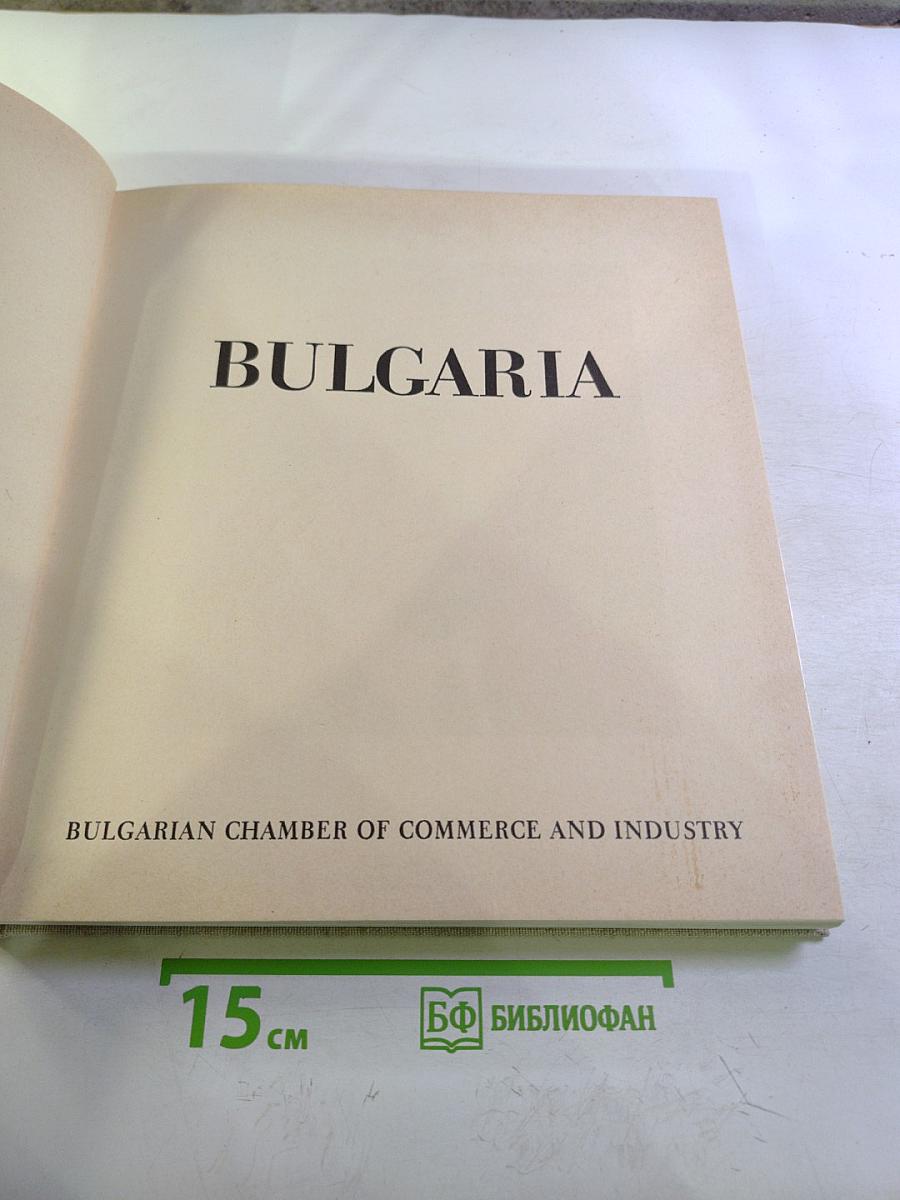 BULGARIA
BULGARIAN CHAMBER OF COMMERCE AND INDUSTRY
15 см
БФ БИБЛИОФАН